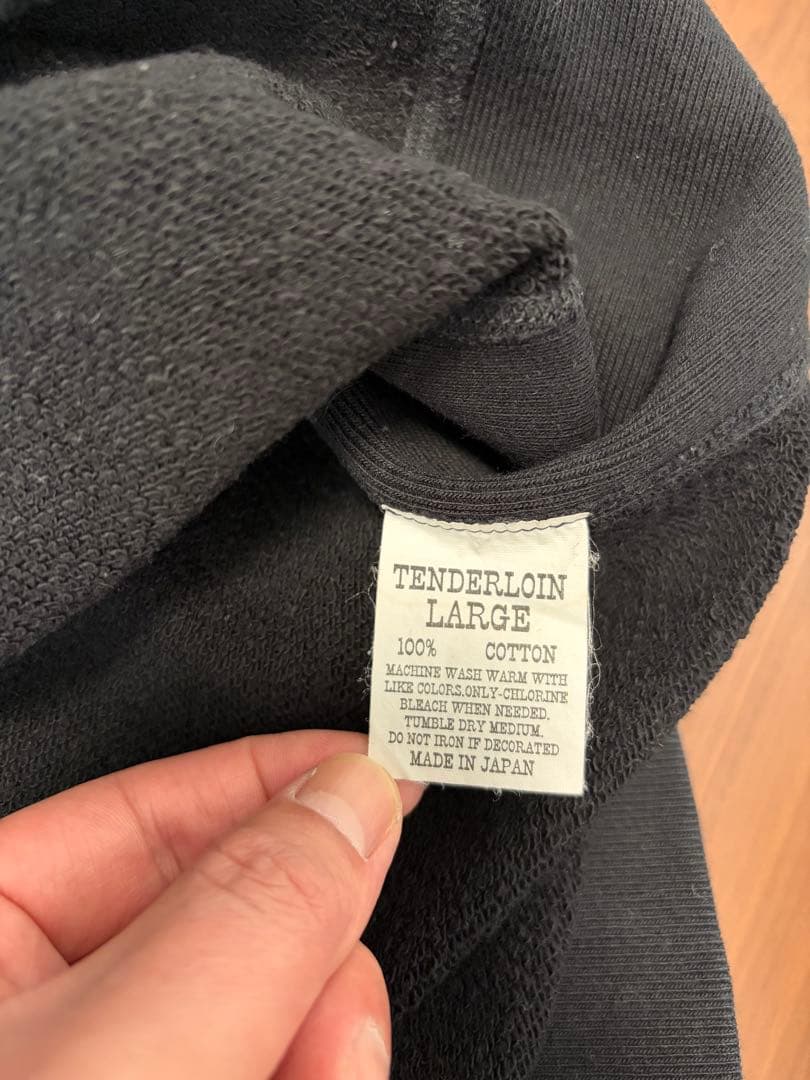 TENDERLOIN
LARGE
100% COTTON
MACHINE WASH WARM WITH
LIKE COLORS.ONLY-CHLORINE
BLEACH WHEN NEEDED.
TUMBLE DRY MEDIUM.
DO NOT IRON IF DECORATED
MADE IN JAPAN